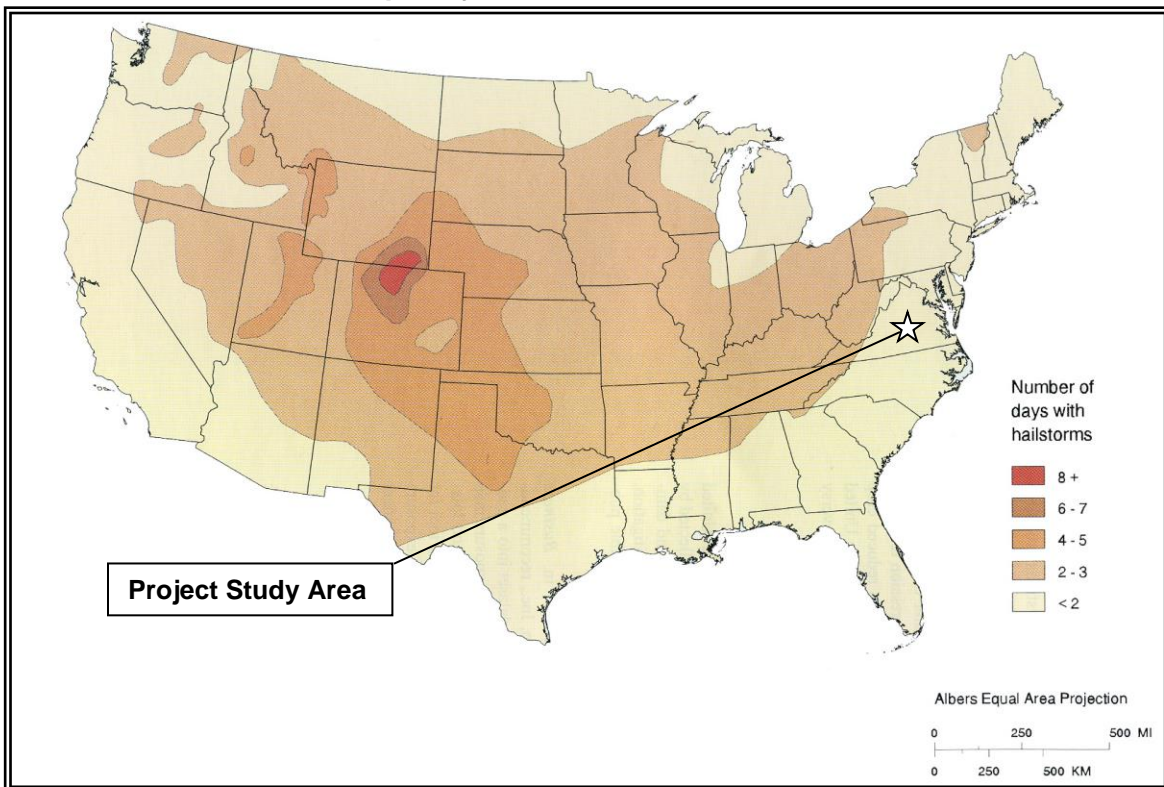 Project Study Area
Number of
days with
hailstorms
8 +
6 - 7
4 - 5
2 - 3
< 2
Albers Equal Area Projection
0 250 500 MI
0 250 500 KM